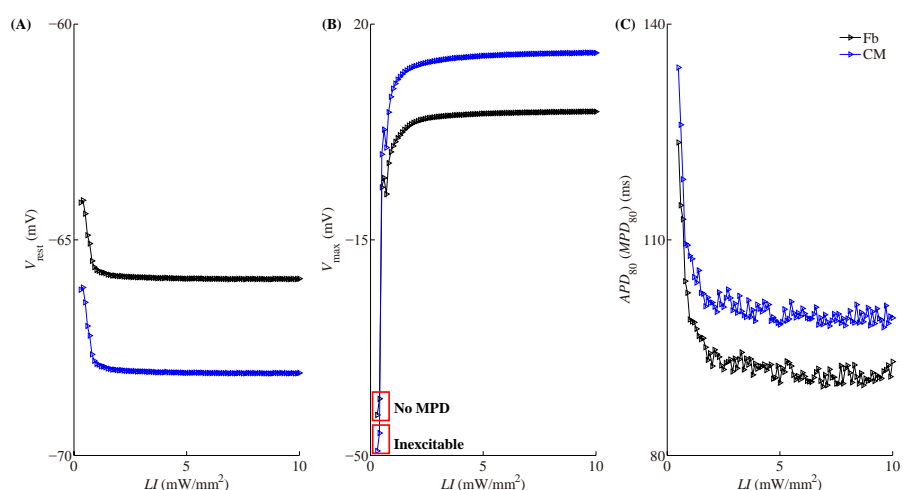 (A)
−60
−65
−70
V_rest (mV)
0
5
10
LI (mW/mm²)
(B)
20
−15
−50
V_max (mV)
No MPD
Inexcitable
0
5
10
LI (mW/mm²)
(C)
140
110
80
APD_80 (MPD_80) (ms)
Fb
CM
0
5
10
LI (mW/mm²)